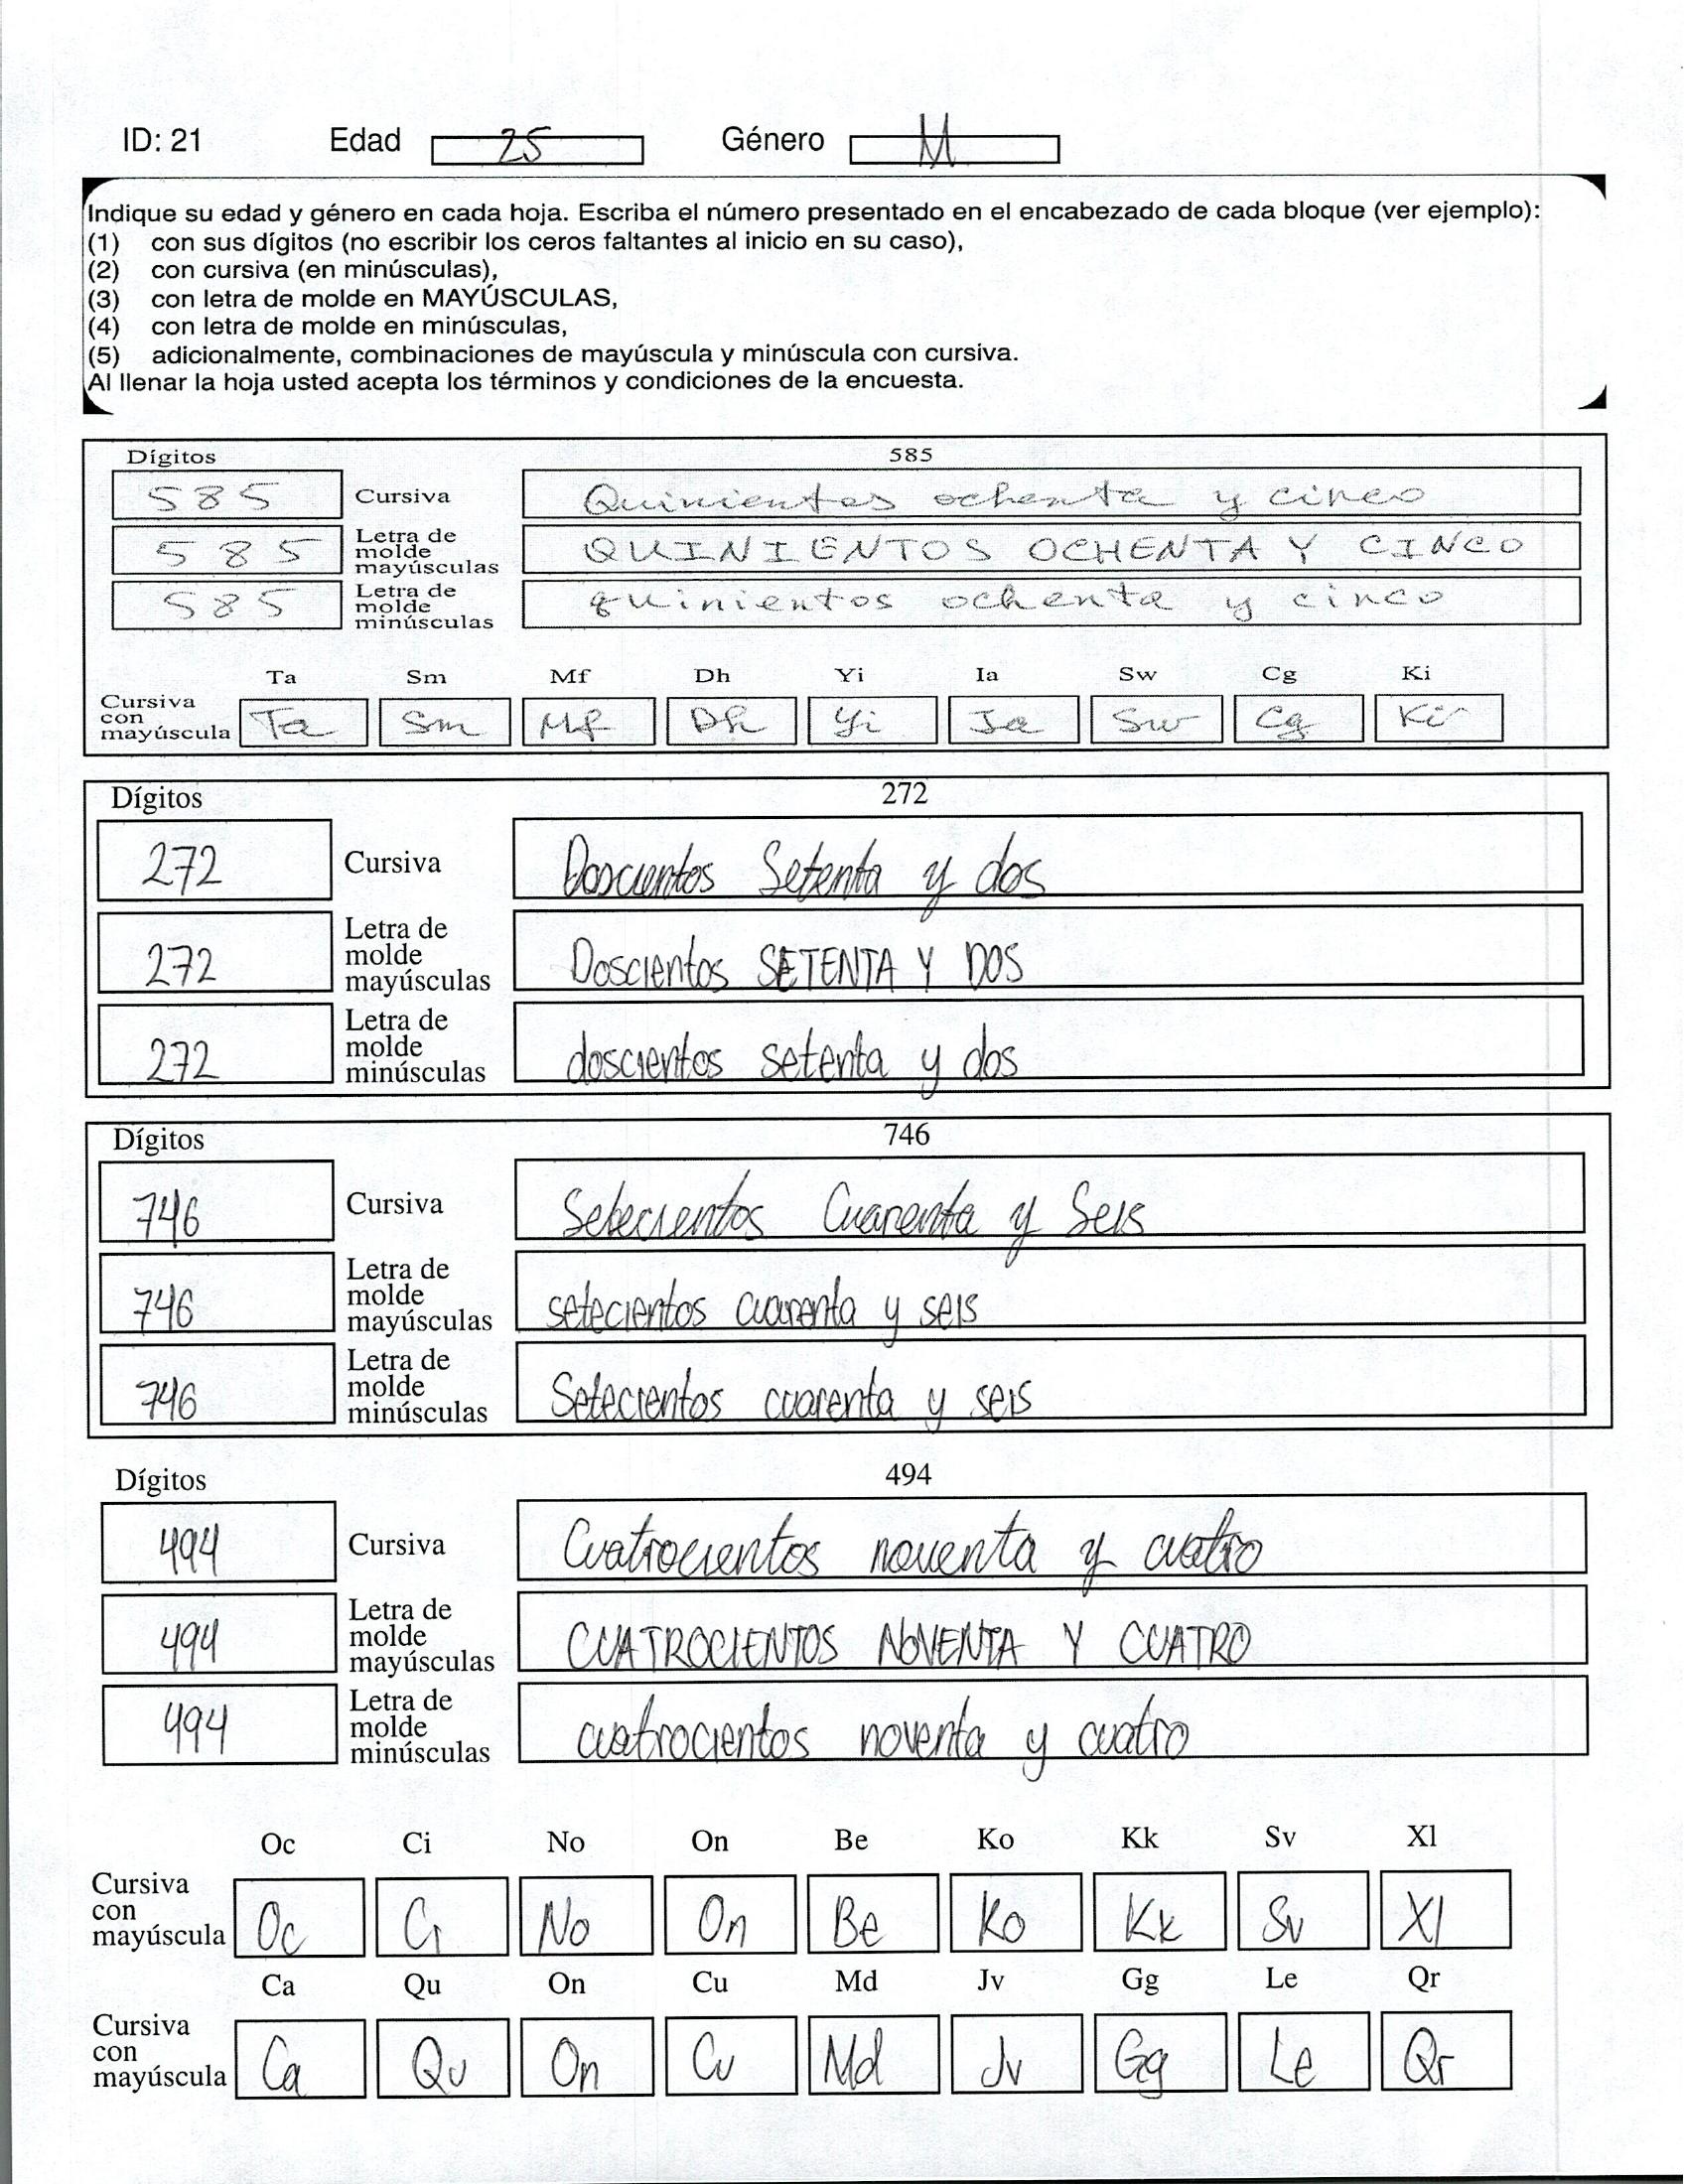 ID: 21 Edad 25 Género M
Indique su edad y género en cada hoja. Escriba el número presentado en el encabezado de cada bloque (ver ejemplo):
(1) con sus dígitos (no escribir los ceros faltantes al inicio en su caso),
(2) con cursiva (en minúsculas),
(3) con letra de molde en MAYÚSCULAS,
(4) con letra de molde en minúsculas,
(5) adicionalmente, combinaciones de mayúscula y minúscula con cursiva.
Al llenar la hoja usted acepta los términos y condiciones de la encuesta.
Dígitos 585
585 Cursiva Quinientos ochenta y cinco
585 Letra de molde mayúsculas QUINIENTOS OCHENTA Y CINCO
585 Letra de molde minúsculas quinientos ochenta y cinco
Ta Sm Mf Dh Yi Ia Sw Cg Ki
Cursiva con mayúscula Ta Sm Mf Dh Yi Ia Sw Cg Ki
Dígitos 272
272 Cursiva Doscientos Setenta y dos
272 Letra de molde mayúsculas Doscientos SETENTA Y DOS
272 Letra de molde minúsculas doscientos setenta y dos
Dígitos 746
746 Cursiva Setecientos Cuarenta y Seis
746 Letra de molde mayúsculas setecientos cuarenta y seis
746 Letra de molde minúsculas Setecientos cuarenta y seis
Dígitos 494
494 Cursiva Cuatrocientos noventa y cuatro
494 Letra de molde mayúsculas CUATROCIENTOS NOVENTA Y CUATRO
494 Letra de molde minúsculas cuatrocientos noventa y cuatro
Oc Ci No On Be Ko Kk Sv Xl
Cursiva con mayúscula Oc Ci No On Be Ko Kk Sv Xl
Ca Qu On Cu Md Jv Gg Le Qr
Cursiva con mayúscula Ca Qu On Cu Md Jv Gg Le Qr